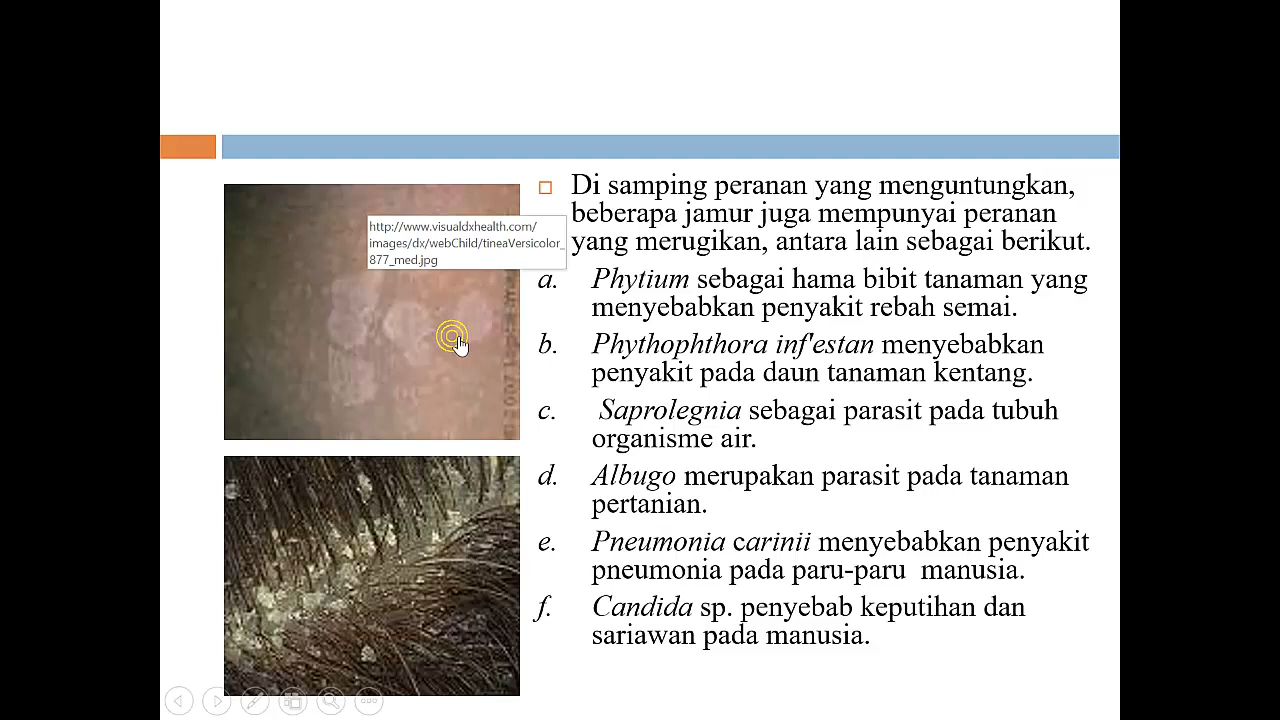 Di samping peranan yang menguntungkan,
beberapa jamur juga mempunyai peranan
yang merugikan, antara lain sebagai berikut.
http://www.visualdxhealth.com/
images/dx/webChild/tineaVersicolor_
877_med.jpg
a. Phytium sebagai hama bibit tanaman yang
menyebabkan penyakit rebah semai.
b. Phythophthora inf'estan menyebabkan
penyakit pada daun tanaman kentang.
c. Saprolegnia sebagai parasit pada tubuh
organisme air.
d. Albugo merupakan parasit pada tanaman
pertanian.
e. Pneumonia carinii menyebabkan penyakit
pneumonia pada paru-paru manusia.
f. Candida sp. penyebab keputihan dan
sariawan pada manusia.